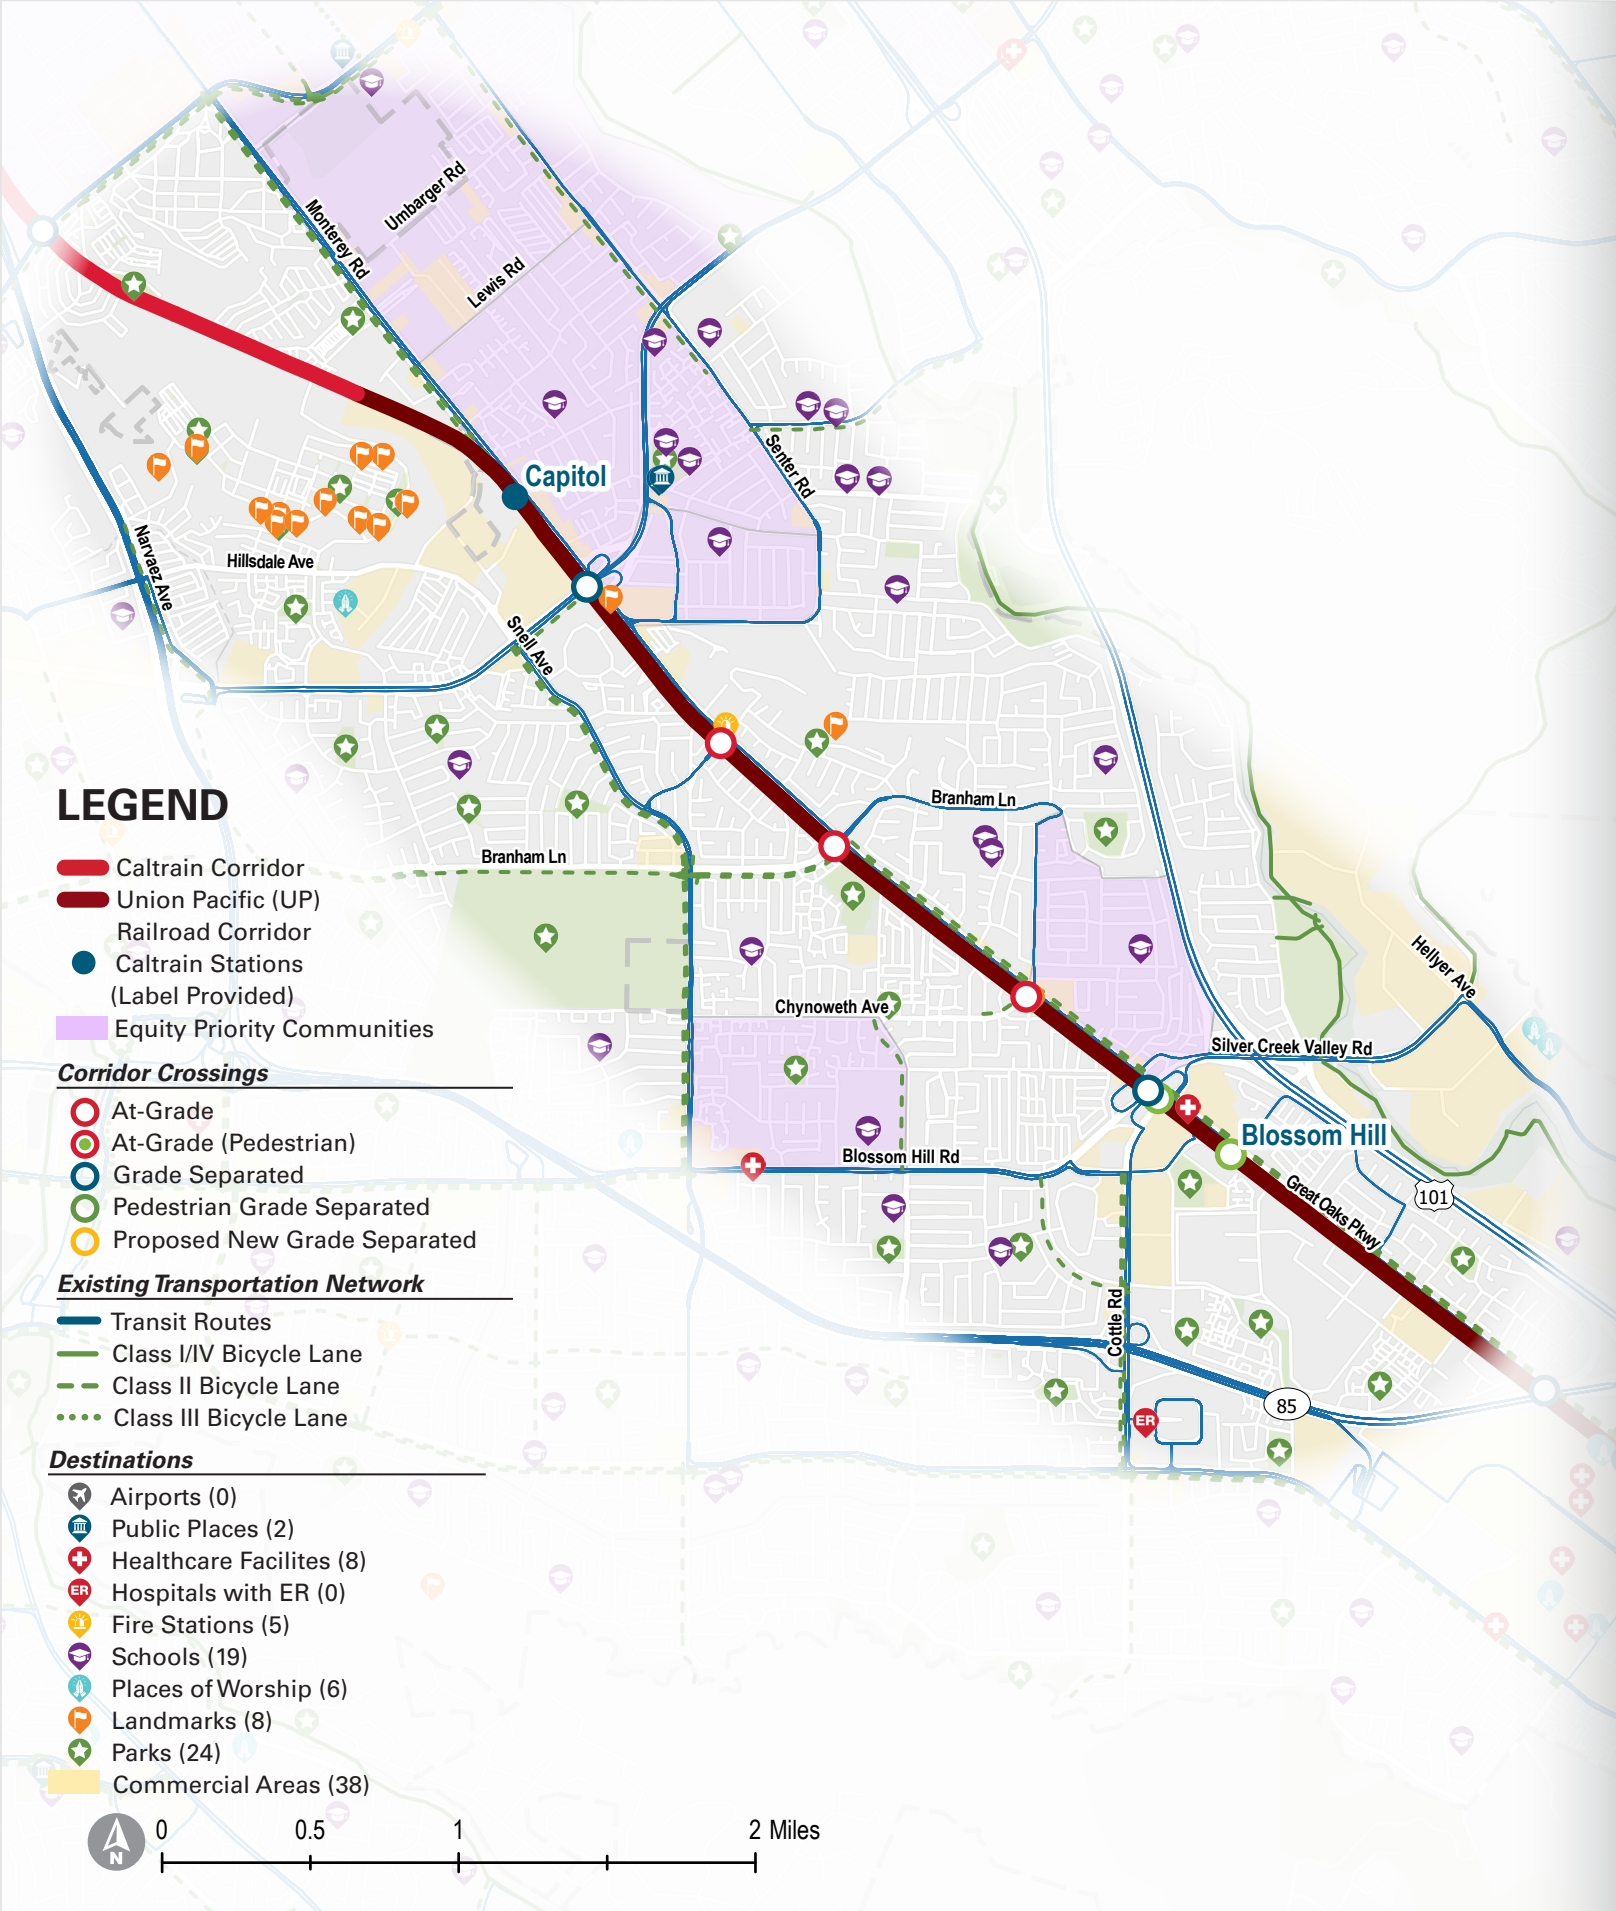 Umbarger Rd
Monterey Rd
Lewis Rd
Senter Rd
Capitol
Narvaez Ave
Hillsdale Ave
Snell Ave
Branham Ln
Branham Ln
Hellyer Ave
Chynoweth Ave
Silver Creek Valley Rd
Blossom Hill
Blossom Hill Rd
Great Oaks Pkwy
101
Cottle Rd
85
ER
LEGEND
Caltrain Corridor
Union Pacific (UP)
Railroad Corridor
Caltrain Stations
(Label Provided)
Equity Priority Communities
Corridor Crossings
At-Grade
At-Grade (Pedestrian)
Grade Separated
Pedestrian Grade Separated
Proposed New Grade Separated
Existing Transportation Network
Transit Routes
Class I/IV Bicycle Lane
Class II Bicycle Lane
Class III Bicycle Lane
Destinations
Airports (0)
Public Places (2)
Healthcare Facilites (8)
ER Hospitals with ER (0)
Fire Stations (5)
Schools (19)
Places of Worship (6)
Landmarks (8)
Parks (24)
Commercial Areas (38)
N
0 0.5 1 2 Miles